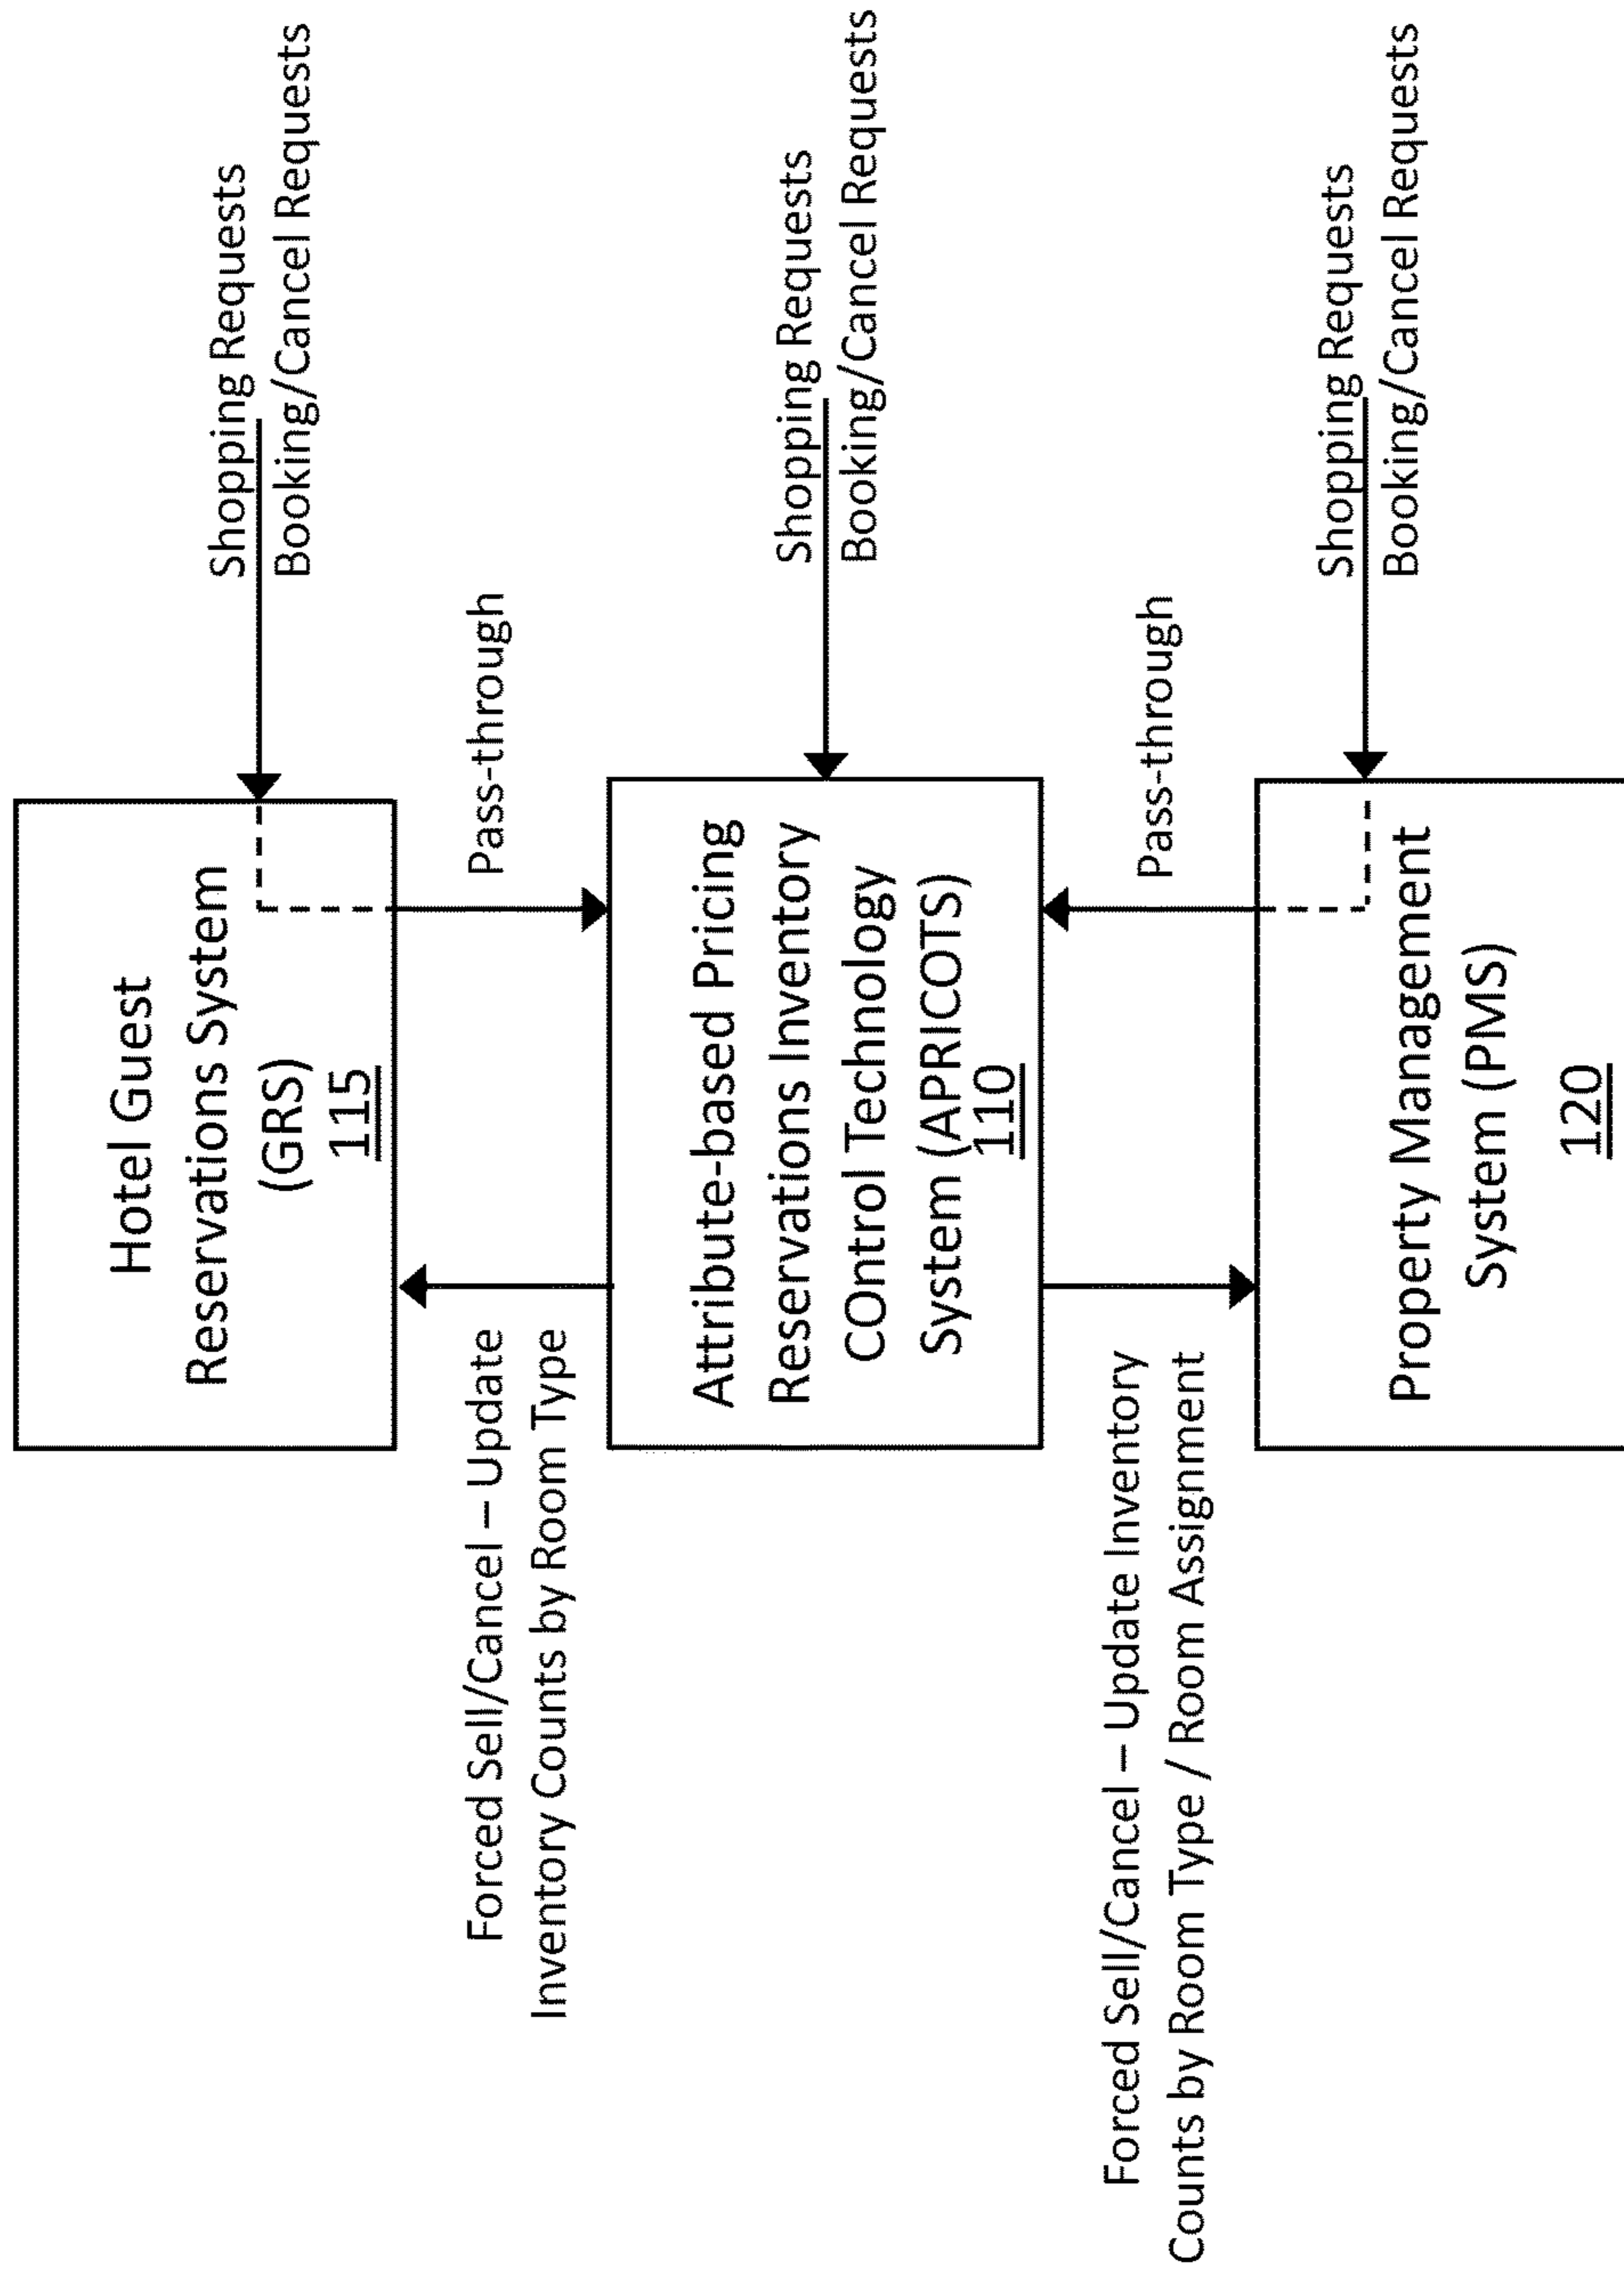 Hotel Guest
Reservations System
(GRS)
115
Shopping Requests
Booking/Cancel Requests
Forced Sell/Cancel – Update
Inventory Counts by Room Type
Pass-through
Attribute-based Pricing
Reservations Inventory
COntrol Technology
System (APRICOTS)
110
Shopping Requests
Booking/Cancel Requests
Forced Sell/Cancel – Update Inventory
Counts by Room Type / Room Assignment
Pass-through
Property Management
System (PMS)
120
Shopping Requests
Booking/Cancel Requests